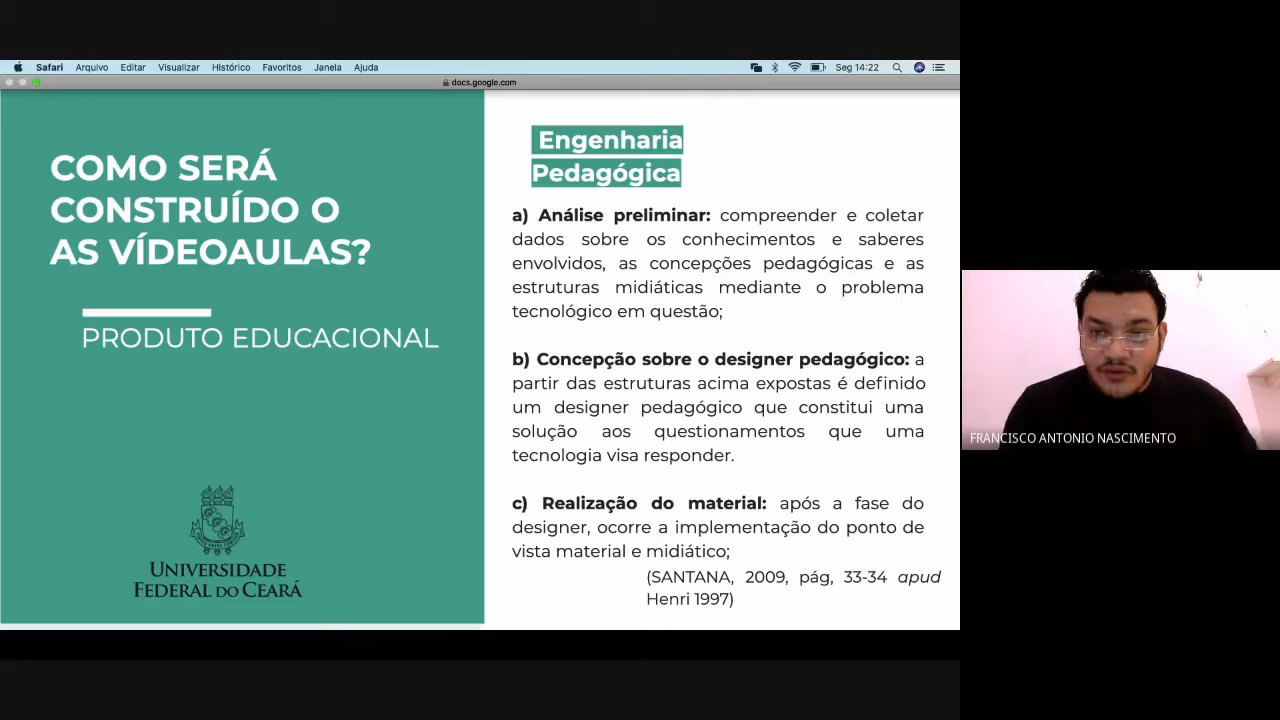 Safari Arquivo Editar Visualizar Histórico Favoritos Janela Ajuda Seg 14:22
docs.google.com
COMO SERÁ
CONSTRUÍDO O
AS VÍDEOAULAS?
PRODUTO EDUCACIONAL
UNIVERSIDADE
FEDERAL DO CEARÁ
Engenharia
Pedagógica
a) Análise preliminar: compreender e coletar
dados sobre os conhecimentos e saberes
envolvidos, as concepções pedagógicas e as
estruturas midiáticas mediante o problema
tecnológico em questão;
b) Concepção sobre o designer pedagógico: a
partir das estruturas acima expostas é definido
um designer pedagógico que constitui uma
solução aos questionamentos que uma
tecnologia visa responder.
c) Realização do material: após a fase do
designer, ocorre a implementação do ponto de
vista material e midiático;
(SANTANA, 2009, pág, 33-34 apud
Henri 1997)
FRANCISCO ANTONIO NASCIMENTO